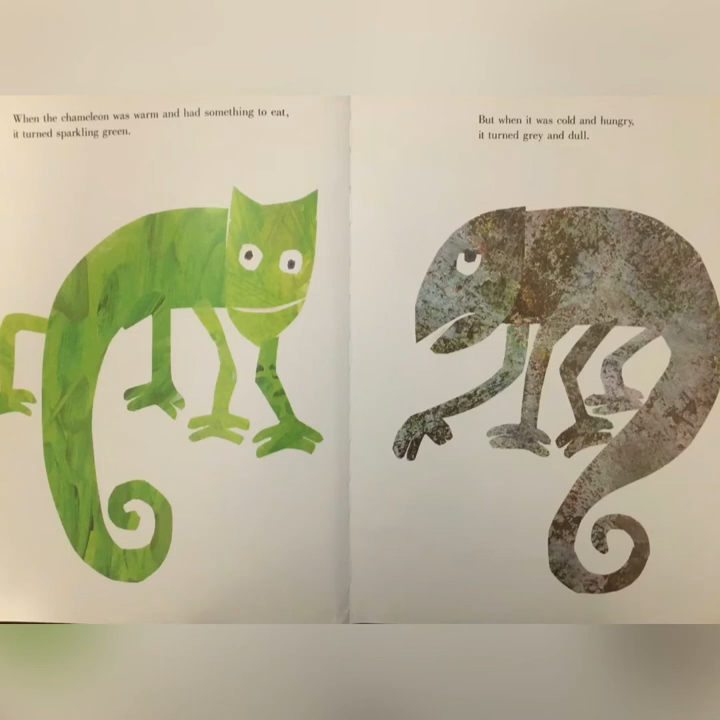 When the chameleon was warm and had something to eat,
it turned sparkling green.
But when it was cold and hungry,
it turned grey and dull.